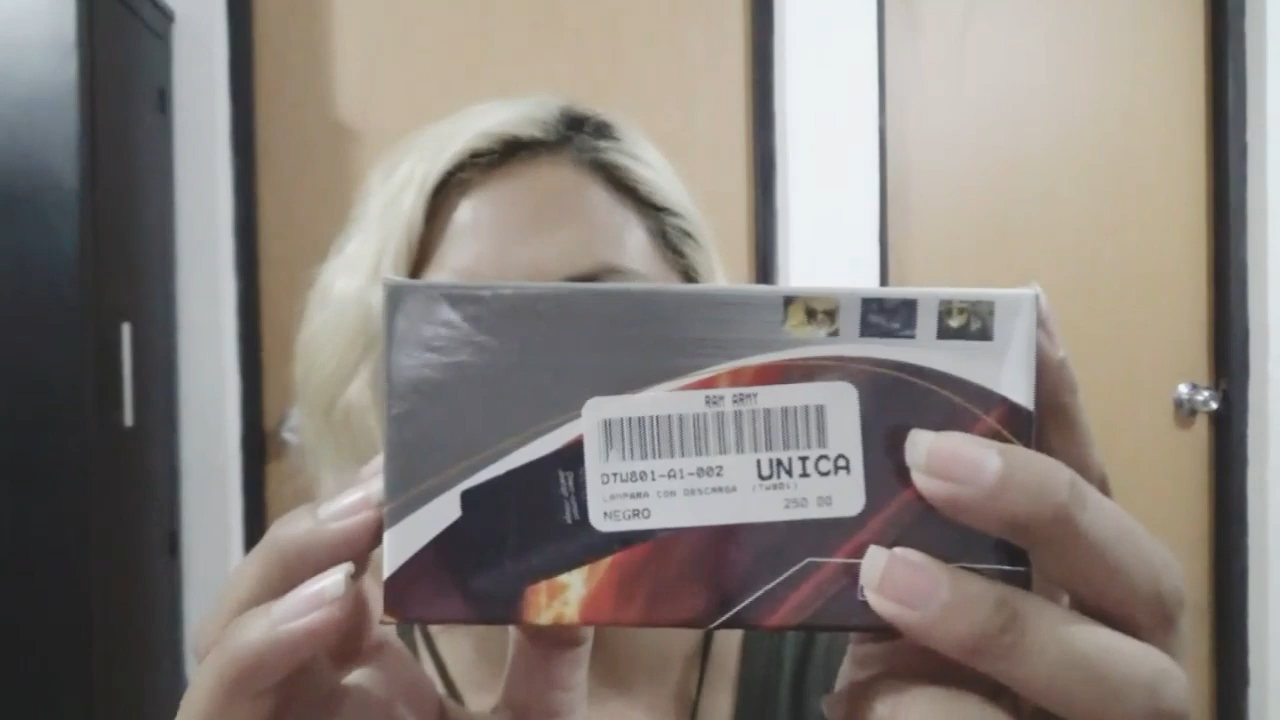 RAM ARMY
DTW801-A1-002 UNICA
LAMPARA CON DESCARGA (TW801)
NEGRO 250 00